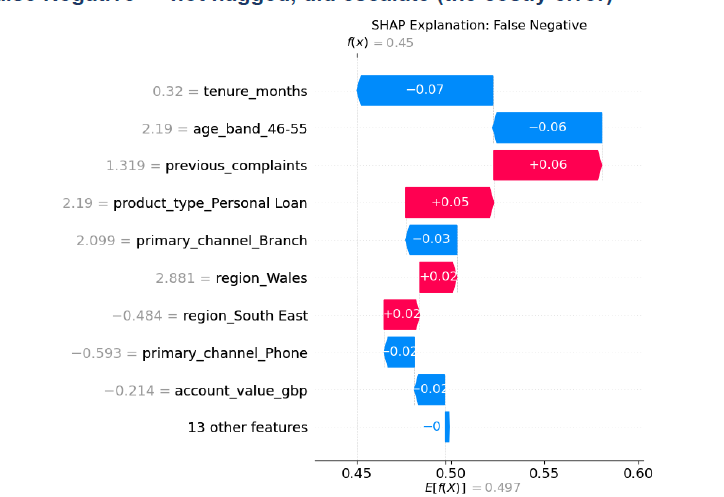 SHAP Explanation: False Negative
f(x) = 0.45
0.32 = tenure_months
−0.07
2.19 = age_band_46-55
−0.06
1.319 = previous_complaints
+0.06
2.19 = product_type_Personal Loan
+0.05
2.099 = primary_channel_Branch
−0.03
2.881 = region_Wales
+0.02
−0.484 = region_South East
+0.02
−0.593 = primary_channel_Phone
−0.02
−0.214 = account_value_gbp
−0.02
13 other features
−0
0.45 0.50 0.55 0.60
E[f(X)] = 0.497